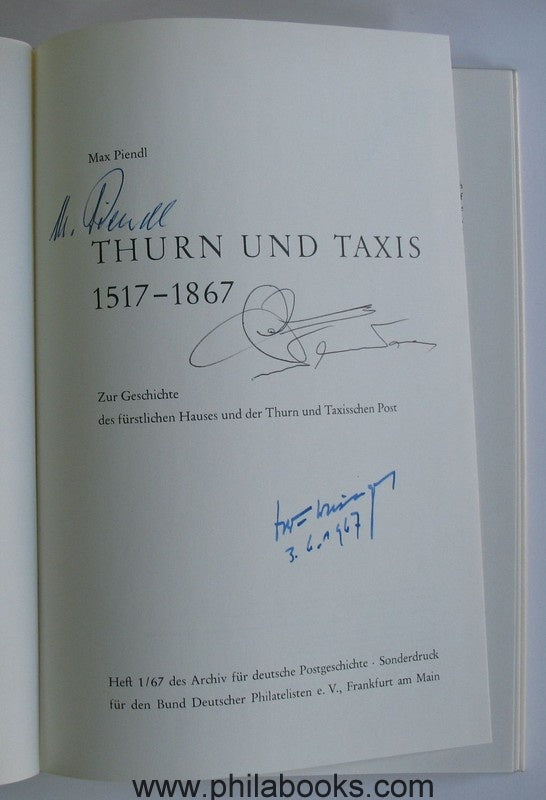 Max Piendl
M. Piendl
THURN UND TAXIS
1517–1867
Zur Geschichte
des fürstlichen Hauses und der Thurn und Taxisschen Post
3. 6. 1967
Heft 1/67 des Archiv für deutsche Postgeschichte · Sonderdruck
für den Bund Deutscher Philatelisten e. V., Frankfurt am Main
www.philabooks.com